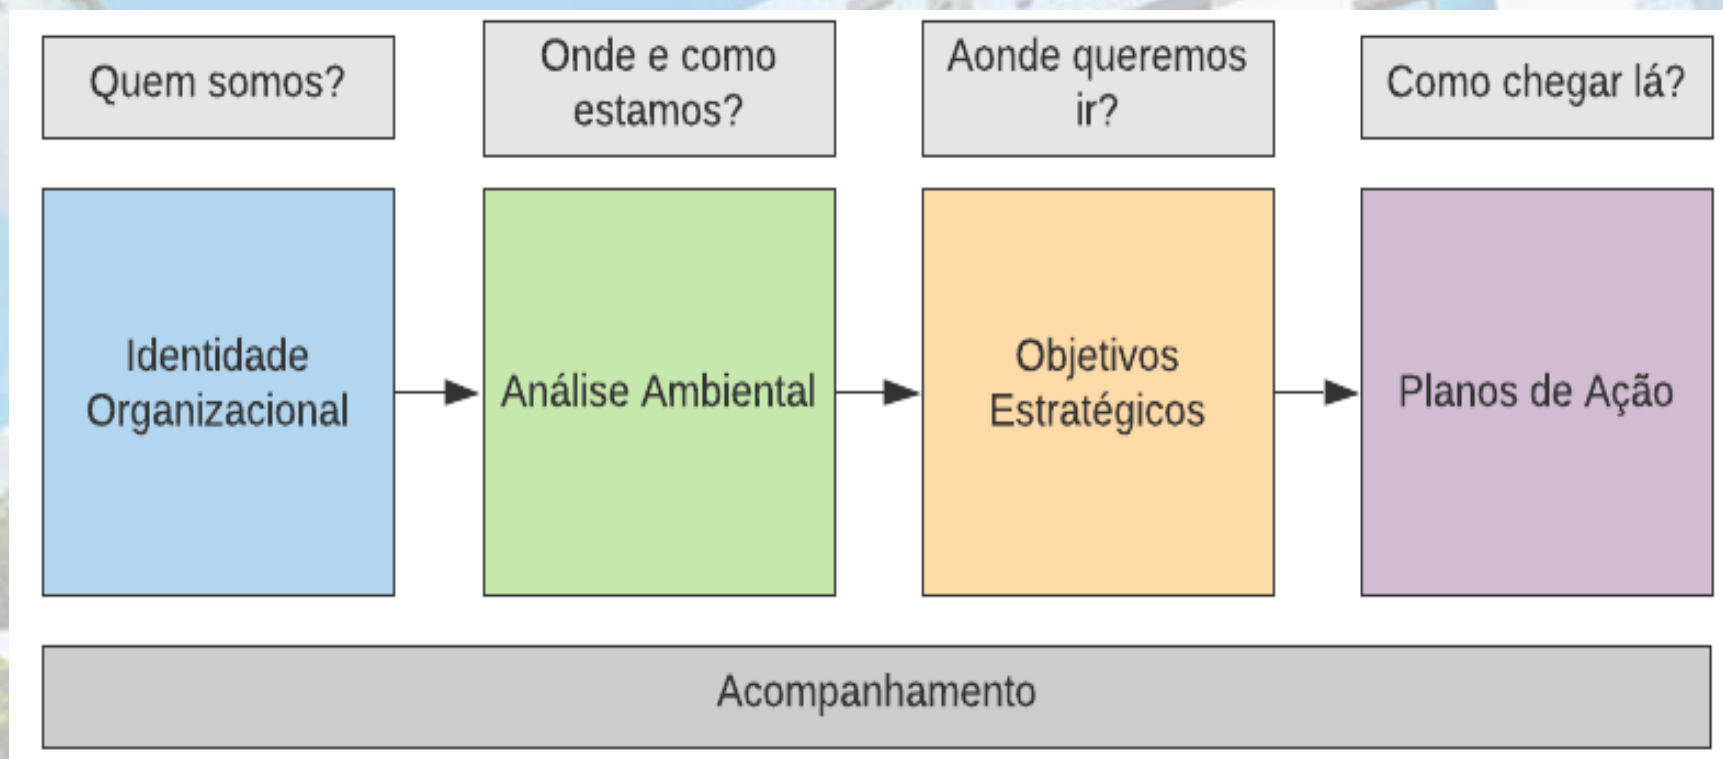 Quem somos?
Onde e como
estamos?
Aonde queremos
ir?
Como chegar lá?
Identidade
Organizacional
Análise Ambiental
Objetivos
Estratégicos
Planos de Ação
Acompanhamento